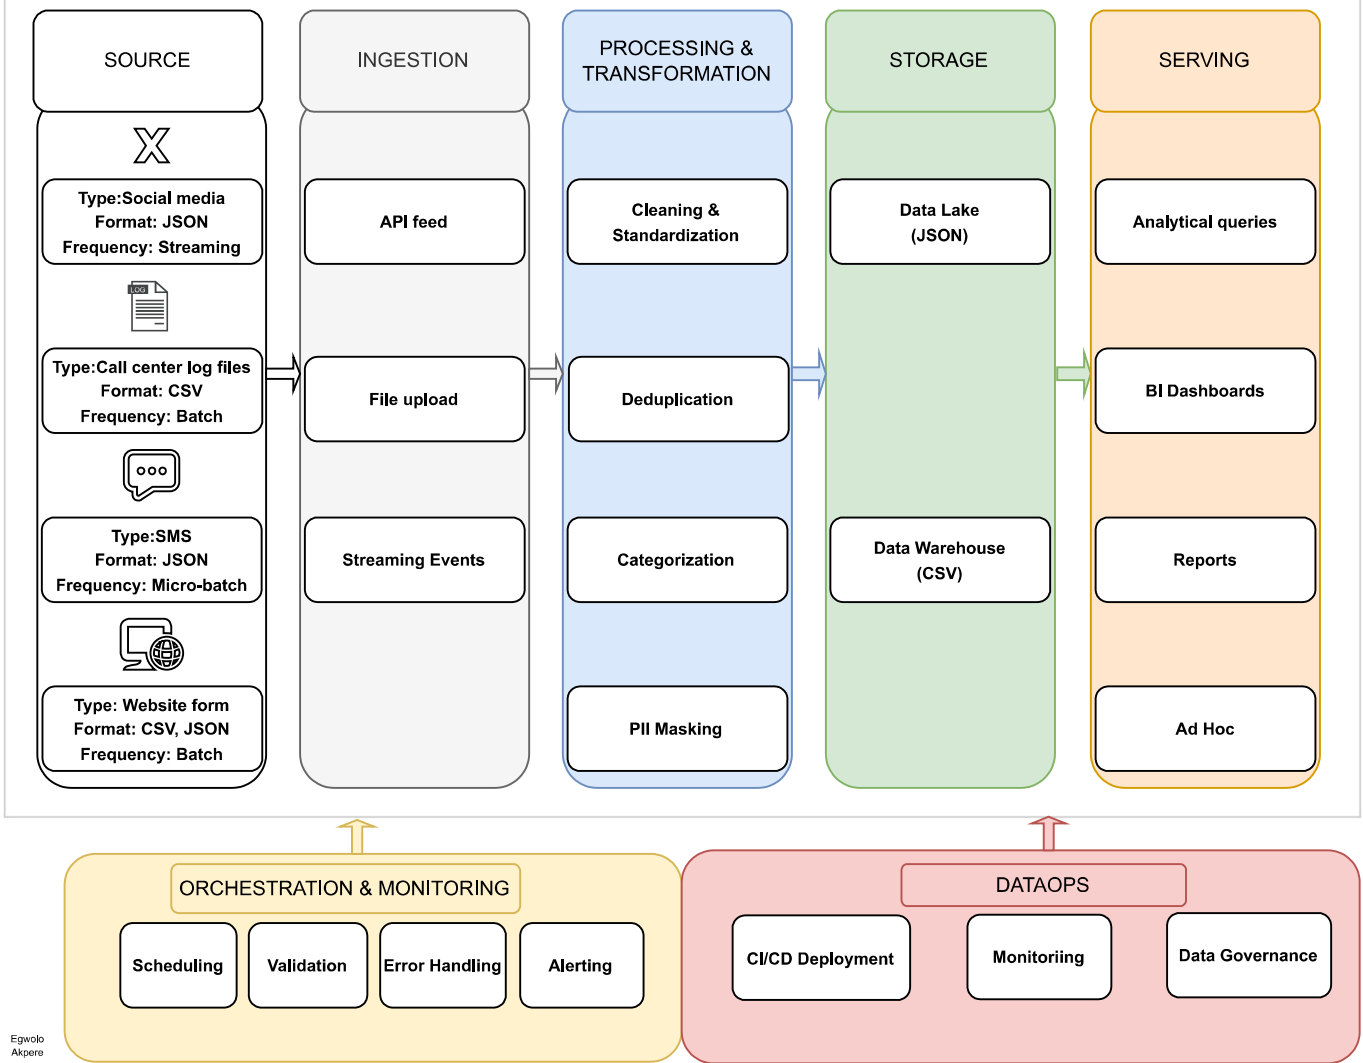 SOURCE
INGESTION
PROCESSING &
TRANSFORMATION
STORAGE
SERVING
Type:Social media
Format: JSON
Frequency: Streaming
LOG
Type:Call center log files
Format: CSV
Frequency: Batch
Type:SMS
Format: JSON
Frequency: Micro-batch
Type: Website form
Format: CSV, JSON
Frequency: Batch
API feed
File upload
Streaming Events
Cleaning &
Standardization
Deduplication
Categorization
PII Masking
Data Lake
(JSON)
Data Warehouse
(CSV)
Analytical queries
BI Dashboards
Reports
Ad Hoc
ORCHESTRATION & MONITORING
Scheduling
Validation
Error Handling
Alerting
DATAOPS
CI/CD Deployment
Monitoriing
Data Governance
Egwolo
Akpere